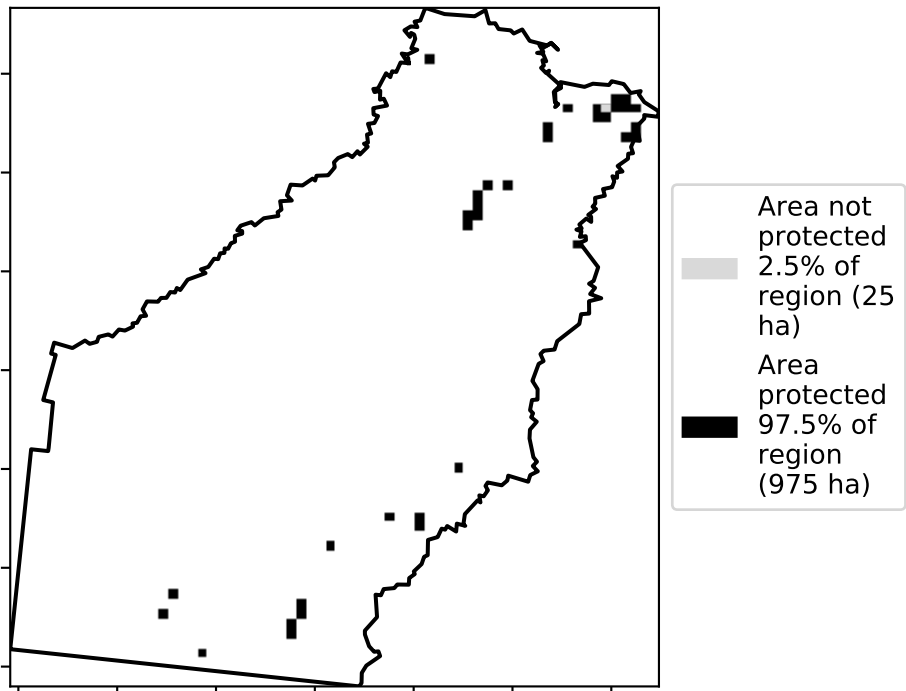 Area not
protected
2.5% of
region (25
ha)
Area
protected
97.5% of
region
(975 ha)